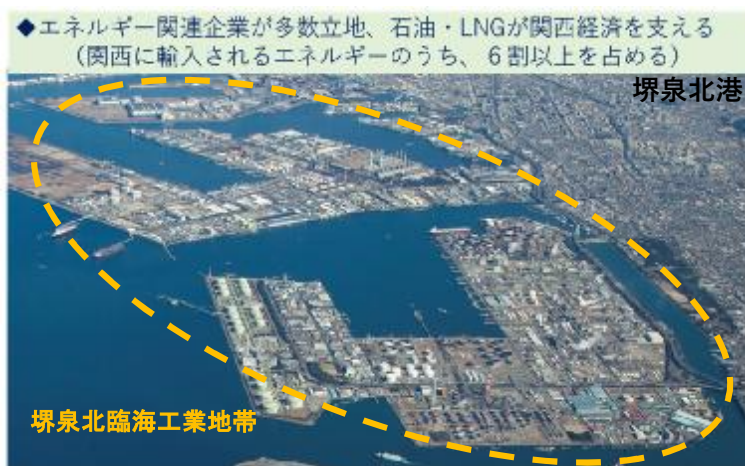 ◆エネルギー関連企業が多数立地、石油・LNGが関西経済を支える
（関西に輸入されるエネルギーのうち、６割以上を占める）
堺泉北港
堺泉北臨海工業地帯